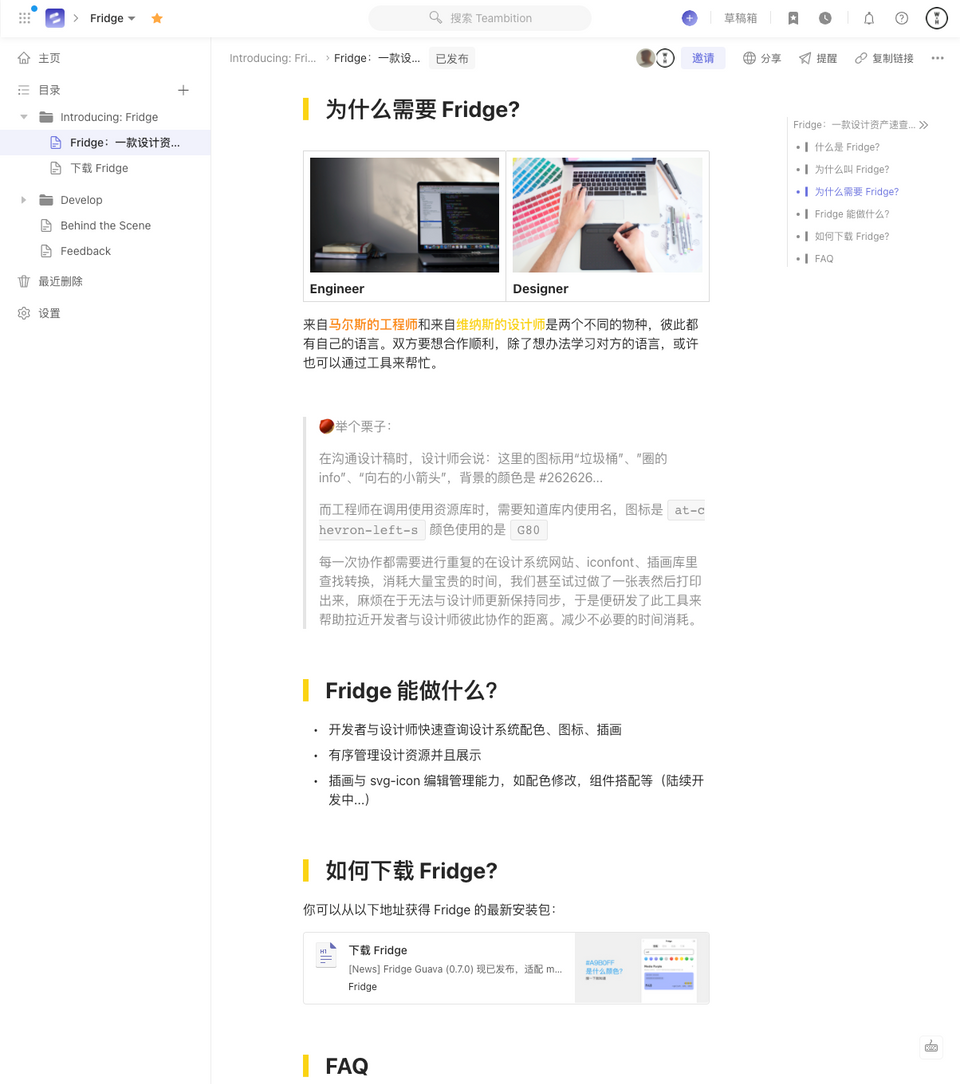 Fridge
搜索 Teambition
草稿箱
主页
目录
Introducing: Fridge
Fridge：一款设计资...
下载 Fridge
Develop
Behind the Scene
Feedback
最近删除
设置
Introducing: Fri... › Fridge：一款设... 已发布
邀请 分享 提醒 复制链接
为什么需要 Fridge?
Engineer
Designer
来自马尔斯的工程师和来自维纳斯的设计师是两个不同的物种，彼此都
有自己的语言。双方要想合作顺利，除了想办法学习对方的语言，或许
也可以通过工具来帮忙。
举个栗子：
在沟通设计稿时，设计师会说：这里的图标用“垃圾桶”、”圈的
info”、“向右的小箭头”，背景的颜色是 #262626...
而工程师在调用使用资源库时，需要知道库内使用名，图标是 at-c
hevron-left-s 颜色使用的是 G80
每一次协作都需要进行重复的在设计系统网站、iconfont、插画库里
查找转换，消耗大量宝贵的时间，我们甚至试过做了一张表然后打印
出来，麻烦在于无法与设计师更新保持同步，于是便研发了此工具来
帮助拉近开发者与设计师彼此协作的距离。减少不必要的时间消耗。
Fridge 能做什么？
• 开发者与设计师快速查询设计系统配色、图标、插画
• 有序管理设计资源并且展示
• 插画与 svg-icon 编辑管理能力，如配色修改，组件搭配等（陆续开
发中...）
如何下载 Fridge?
你可以从以下地址获得 Fridge 的最新安装包：
下载 Fridge
[News] Fridge Guava (0.7.0) 现已发布，适配 m...
Fridge
#A9B0FF
是什么颜色?
FAQ
Fridge：一款设计资产速查...
什么是 Fridge?
为什么叫 Fridge?
为什么需要 Fridge?
Fridge 能做什么?
如何下载 Fridge?
FAQ